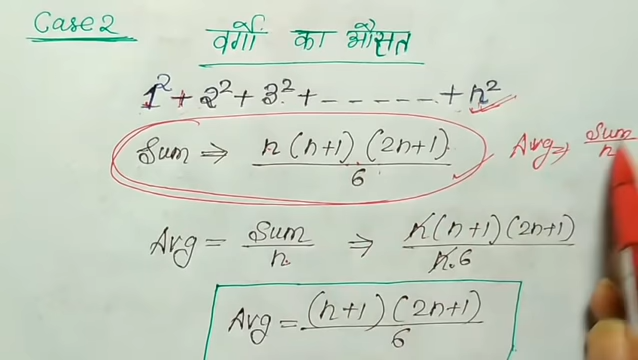 Case 2
वर्गो का औसत
1² + 2² + 3² + ------ + n²
Sum ⇒ n(n+1)(2n+1)/6
Avg ⇒ Sum/n
Avg = Sum/n ⇒ n(n+1)(2n+1)/n.6
Avg = (n+1)(2n+1)/6